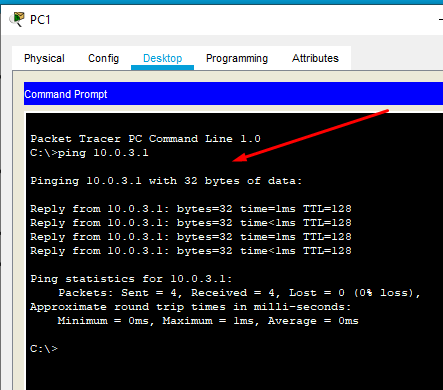 PC1
Physical Config Desktop Programming Attributes
Command Prompt
Packet Tracer PC Command Line 1.0
C:\>ping 10.0.3.1
Pinging 10.0.3.1 with 32 bytes of data:
Reply from 10.0.3.1: bytes=32 time=1ms TTL=128
Reply from 10.0.3.1: bytes=32 time<1ms TTL=128
Reply from 10.0.3.1: bytes=32 time<1ms TTL=128
Reply from 10.0.3.1: bytes=32 time<1ms TTL=128
Ping statistics for 10.0.3.1:
Packets: Sent = 4, Received = 4, Lost = 0 (0% loss),
Approximate round trip times in milli-seconds:
Minimum = 0ms, Maximum = 1ms, Average = 0ms
C:\>